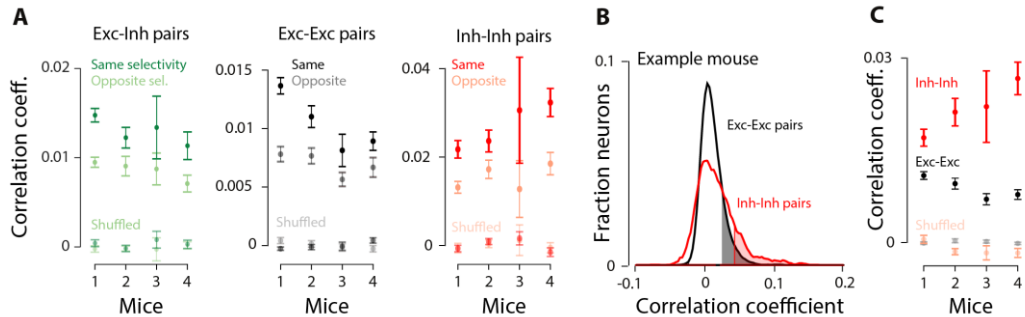 A
Exc-Inh pairs
Same selectivity
Opposite sel.
Shuffled
Correlation coeff.
0.02
0.01
0
1 2 3 4
Mice
Exc-Exc pairs
Same
Opposite
Shuffled
0.015
0.01
0.005
0
1 2 3 4
Mice
Inh-Inh pairs
Same
Opposite
Shuffled
0.04
0.02
0
1 2 3 4
Mice
B
Example mouse
Exc-Exc pairs
Inh-Inh pairs
Fraction neurons
0.1
0
-0.1 0 0.1 0.2
Correlation coefficient
C
Inh-Inh
Exc-Exc
Shuffled
Correlation coeff.
0.03
0
1 2 3 4
Mice